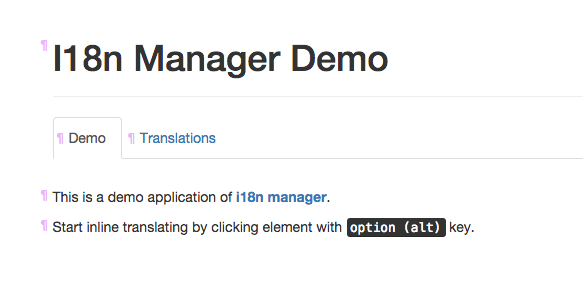 ¶ I18n Manager Demo
¶ Demo ¶ Translations
¶ This is a demo application of i18n manager.
¶ Start inline translating by clicking element with option (alt) key.